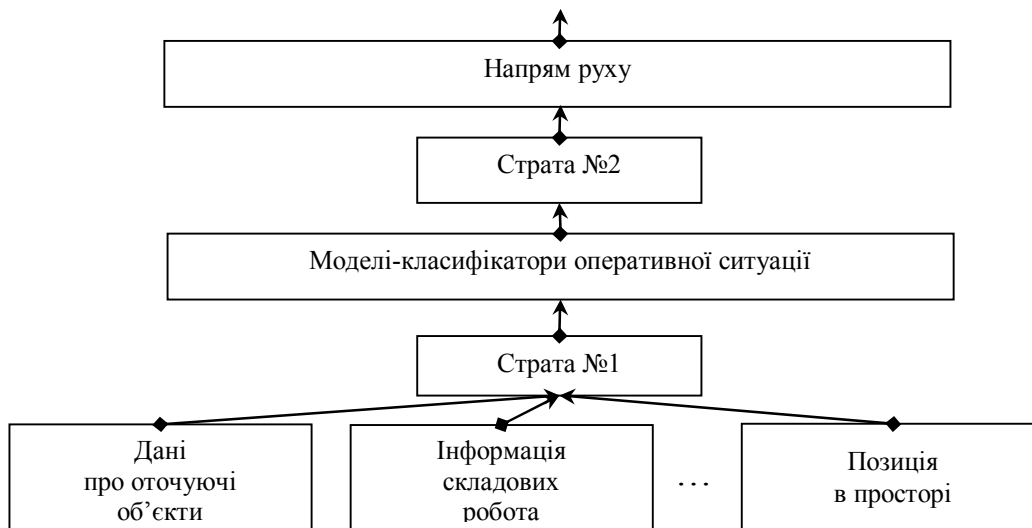 Напрям руху
Страта №2
Моделі-класифікатори оперативної ситуації
Страта №1
Дані
про оточуючі
об’єкти
Інформація
складових
робота
...
Позиція
в просторі